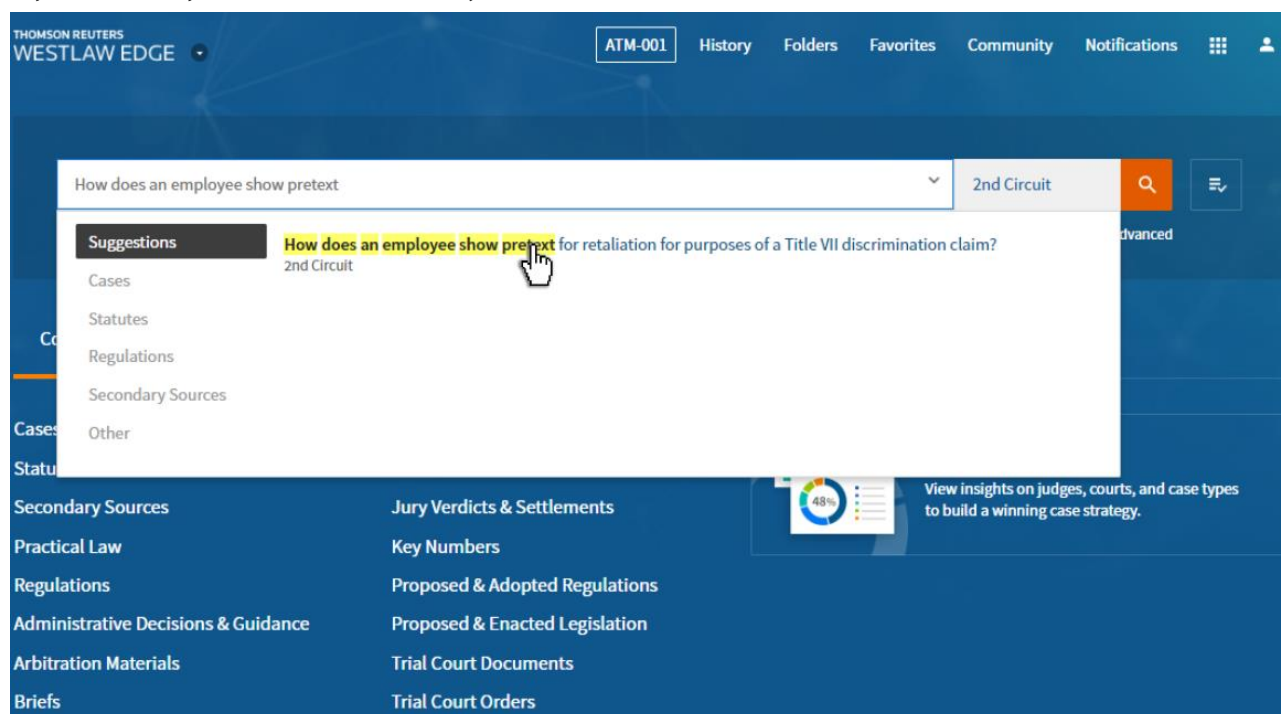 THOMSON REUTERS
WESTLAW EDGE
ATM-001 History Folders Favorites Community Notifications
How does an employee show pretext
2nd Circuit
Suggestions
How does an employee show pretext for retaliation for purposes of a Title VII discrimination claim?
2nd Circuit
dvanced
Cases
Statutes
Co
Regulations
Secondary Sources
Cases
Other
Statu
View insights on judges, courts, and case types
to build a winning case strategy.
48%
Secondary Sources
Jury Verdicts & Settlements
Practical Law
Key Numbers
Regulations
Proposed & Adopted Regulations
Administrative Decisions & Guidance
Proposed & Enacted Legislation
Arbitration Materials
Trial Court Documents
Briefs
Trial Court Orders